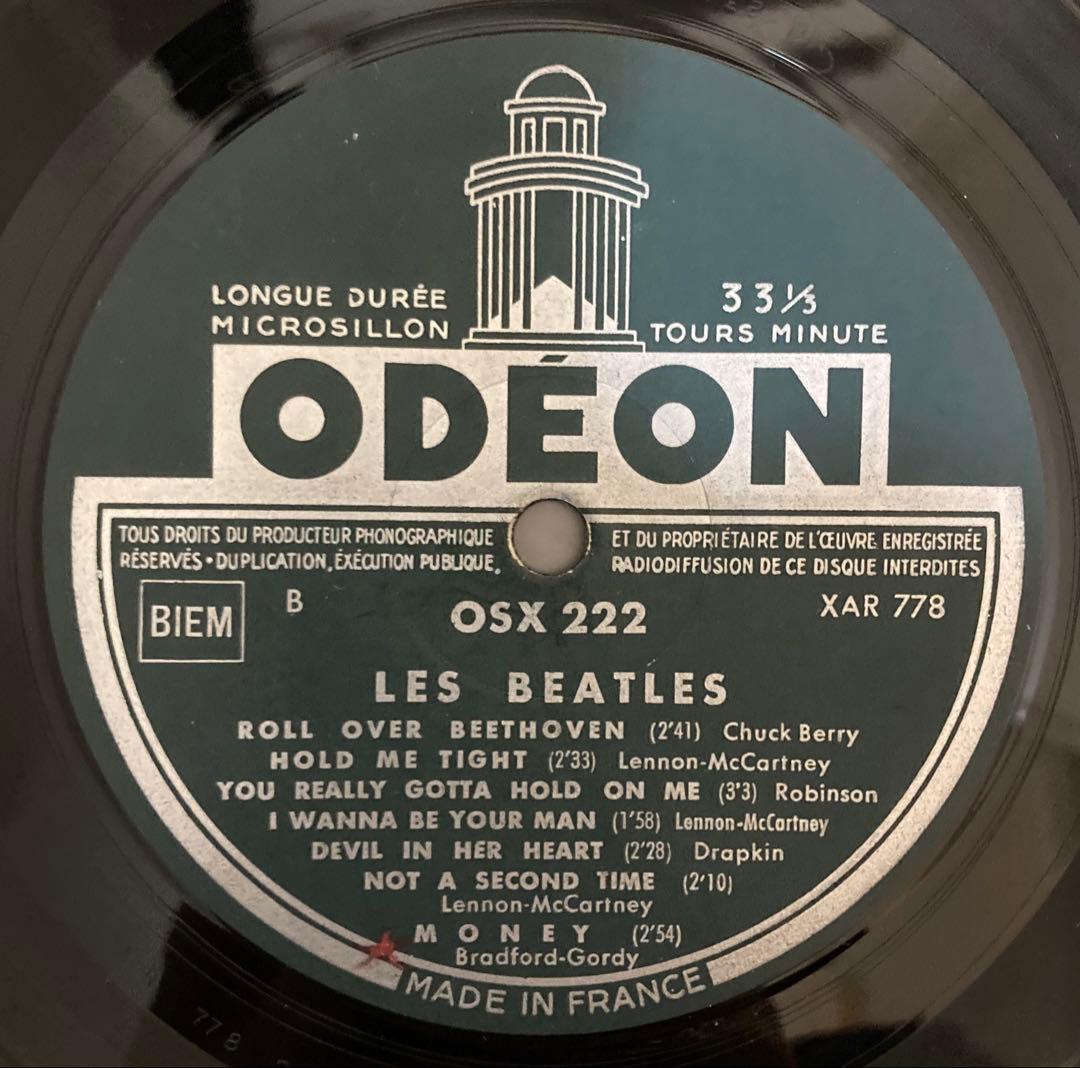 LONGUE DURÉE
MICROSILLON
33⅓
TOURS MINUTE
ODÉON
TOUS DROITS DU PRODUCTEUR PHONOGRAPHIQUE ET DU PROPRIÉTAIRE DE L'ŒUVRE ENREGISTRÉE
RÉSERVÉS • DUPLICATION, ÉXÉCUTION PUBLIQUE, RADIODIFFUSION DE CE DISQUE INTERDITES
BIEM B OSX 222 XAR 778
LES BEATLES
ROLL OVER BEETHOVEN (2'41) Chuck Berry
HOLD ME TIGHT (2'33) Lennon-McCartney
YOU REALLY GOTTA HOLD ON ME (3'3) Robinson
I WANNA BE YOUR MAN (1'58) Lennon-McCartney
DEVIL IN HER HEART (2'28) Drapkin
NOT A SECOND TIME (2'10)
Lennon-McCartney
MONEY (2'54)
Bradford-Gordy
MADE IN FRANCE
778